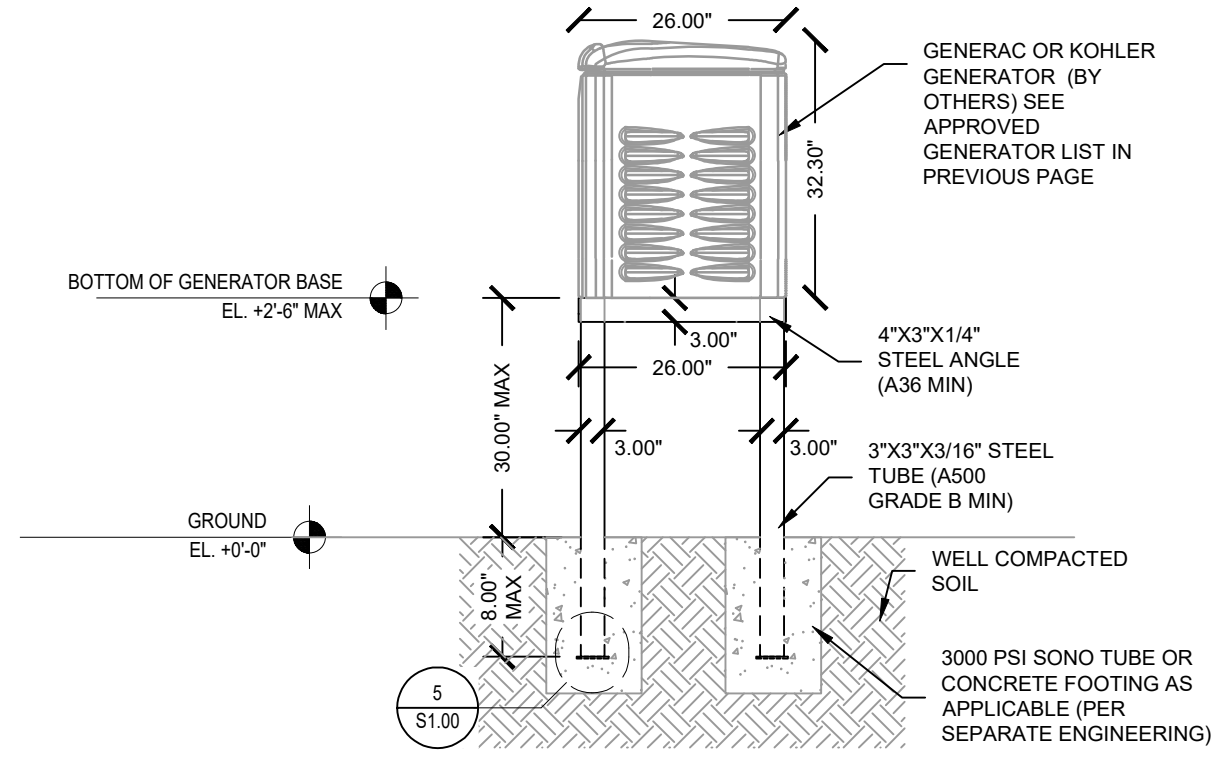 26.00"
GENERAC OR KOHLER
GENERATOR (BY
OTHERS) SEE
APPROVED
GENERATOR LIST IN
PREVIOUS PAGE
32.30"
BOTTOM OF GENERATOR BASE
EL. +2'-6" MAX
3.00"
26.00"
4"X3"X1/4"
STEEL ANGLE
(A36 MIN)
30.00" MAX
3.00"
3.00"
3"X3"X3/16" STEEL
TUBE (A500
GRADE B MIN)
GROUND
EL. +0'-0"
8.00"
MAX
WELL COMPACTED
SOIL
3000 PSI SONO TUBE OR
CONCRETE FOOTING AS
APPLICABLE (PER
SEPARATE ENGINEERING)
5
S1.00